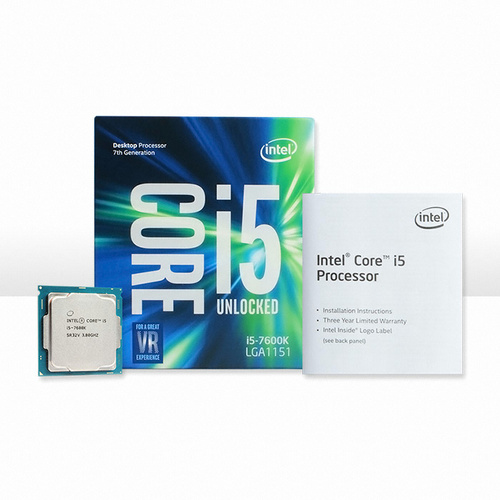 Desktop Processor
7th Generation
intel
CORE
i5
UNLOCKED
FOR A GREAT
VR
EXPERIENCE
i5-7600K
LGA1151
intel
Intel® Core™ i5
Processor
• Installation Instructions
• Three Year Limited Warranty
• Intel Inside® Logo Label
(see back panel)
INTEL® CORE™ i5
i5-7600K
SR32V 3.80GHZ